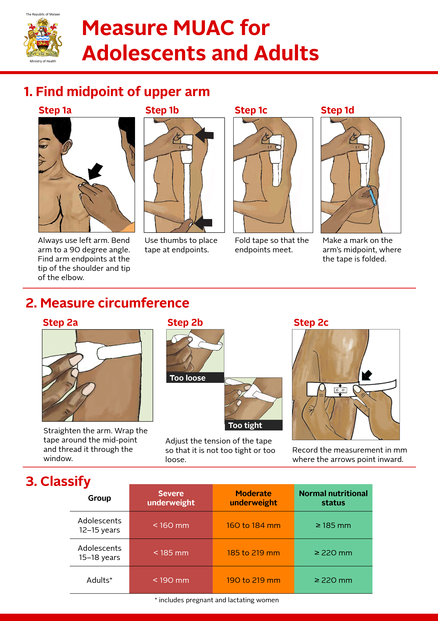 The Republic of Malawi
Ministry of Health
Measure MUAC for
Adolescents and Adults
1. Find midpoint of upper arm
Step 1a
Always use left arm. Bend
arm to a 90 degree angle.
Find arm endpoints at the
tip of the shoulder and tip
of the elbow.
Step 1b
Use thumbs to place
tape at endpoints.
Step 1c
Fold tape so that the
endpoints meet.
Step 1d
Make a mark on the
arm's midpoint, where
the tape is folded.
2. Measure circumference
Step 2a
Straighten the arm. Wrap the
tape around the mid-point
and thread it through the
window.
Step 2b
Too loose
Too tight
Adjust the tension of the tape
so that it is not too tight or too
loose.
Step 2c
Record the measurement in mm
where the arrows point inward.
3. Classify
Group
Severe
underweight
Moderate
underweight
Normal nutritional
status
Adolescents
12–15 years
< 160 mm
160 to 184 mm
≥ 185 mm
Adolescents
15–18 years
< 185 mm
185 to 219 mm
≥ 220 mm
Adults*
< 190 mm
190 to 219 mm
≥ 220 mm
* includes pregnant and lactating women